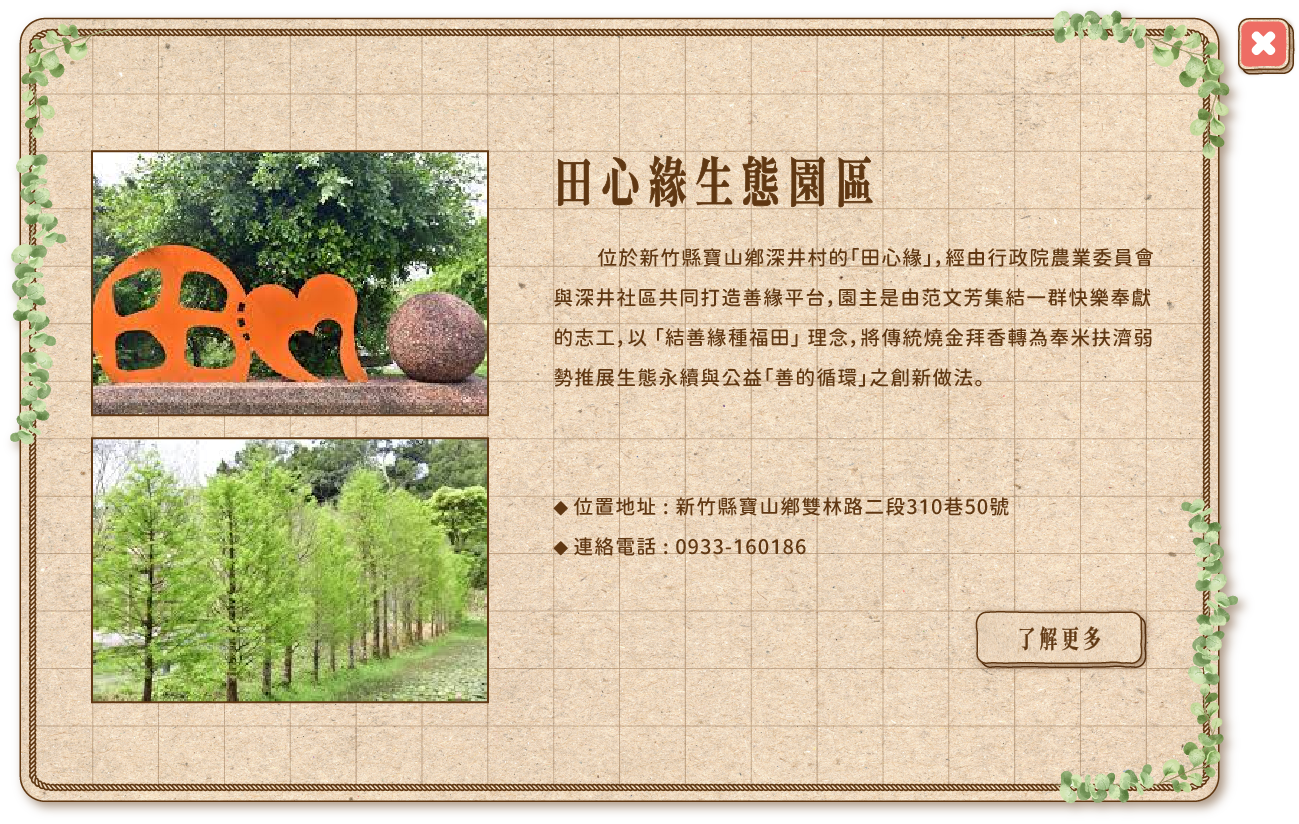 田心緣生態園區
位於新竹縣寶山鄉深井村的「田心緣」，經由行政院農業委員會
與深井社區共同打造善緣平台，園主是由范文芳集結一群快樂奉獻
的志工，以「結善緣種福田」理念，將傳統燒金拜香轉為奉米扶濟弱
勢推展生態永續與公益「善的循環」之創新做法。
◆ 位置地址 : 新竹縣寶山鄉雙林路二段310巷50號
◆ 連絡電話 : 0933-160186
了解更多